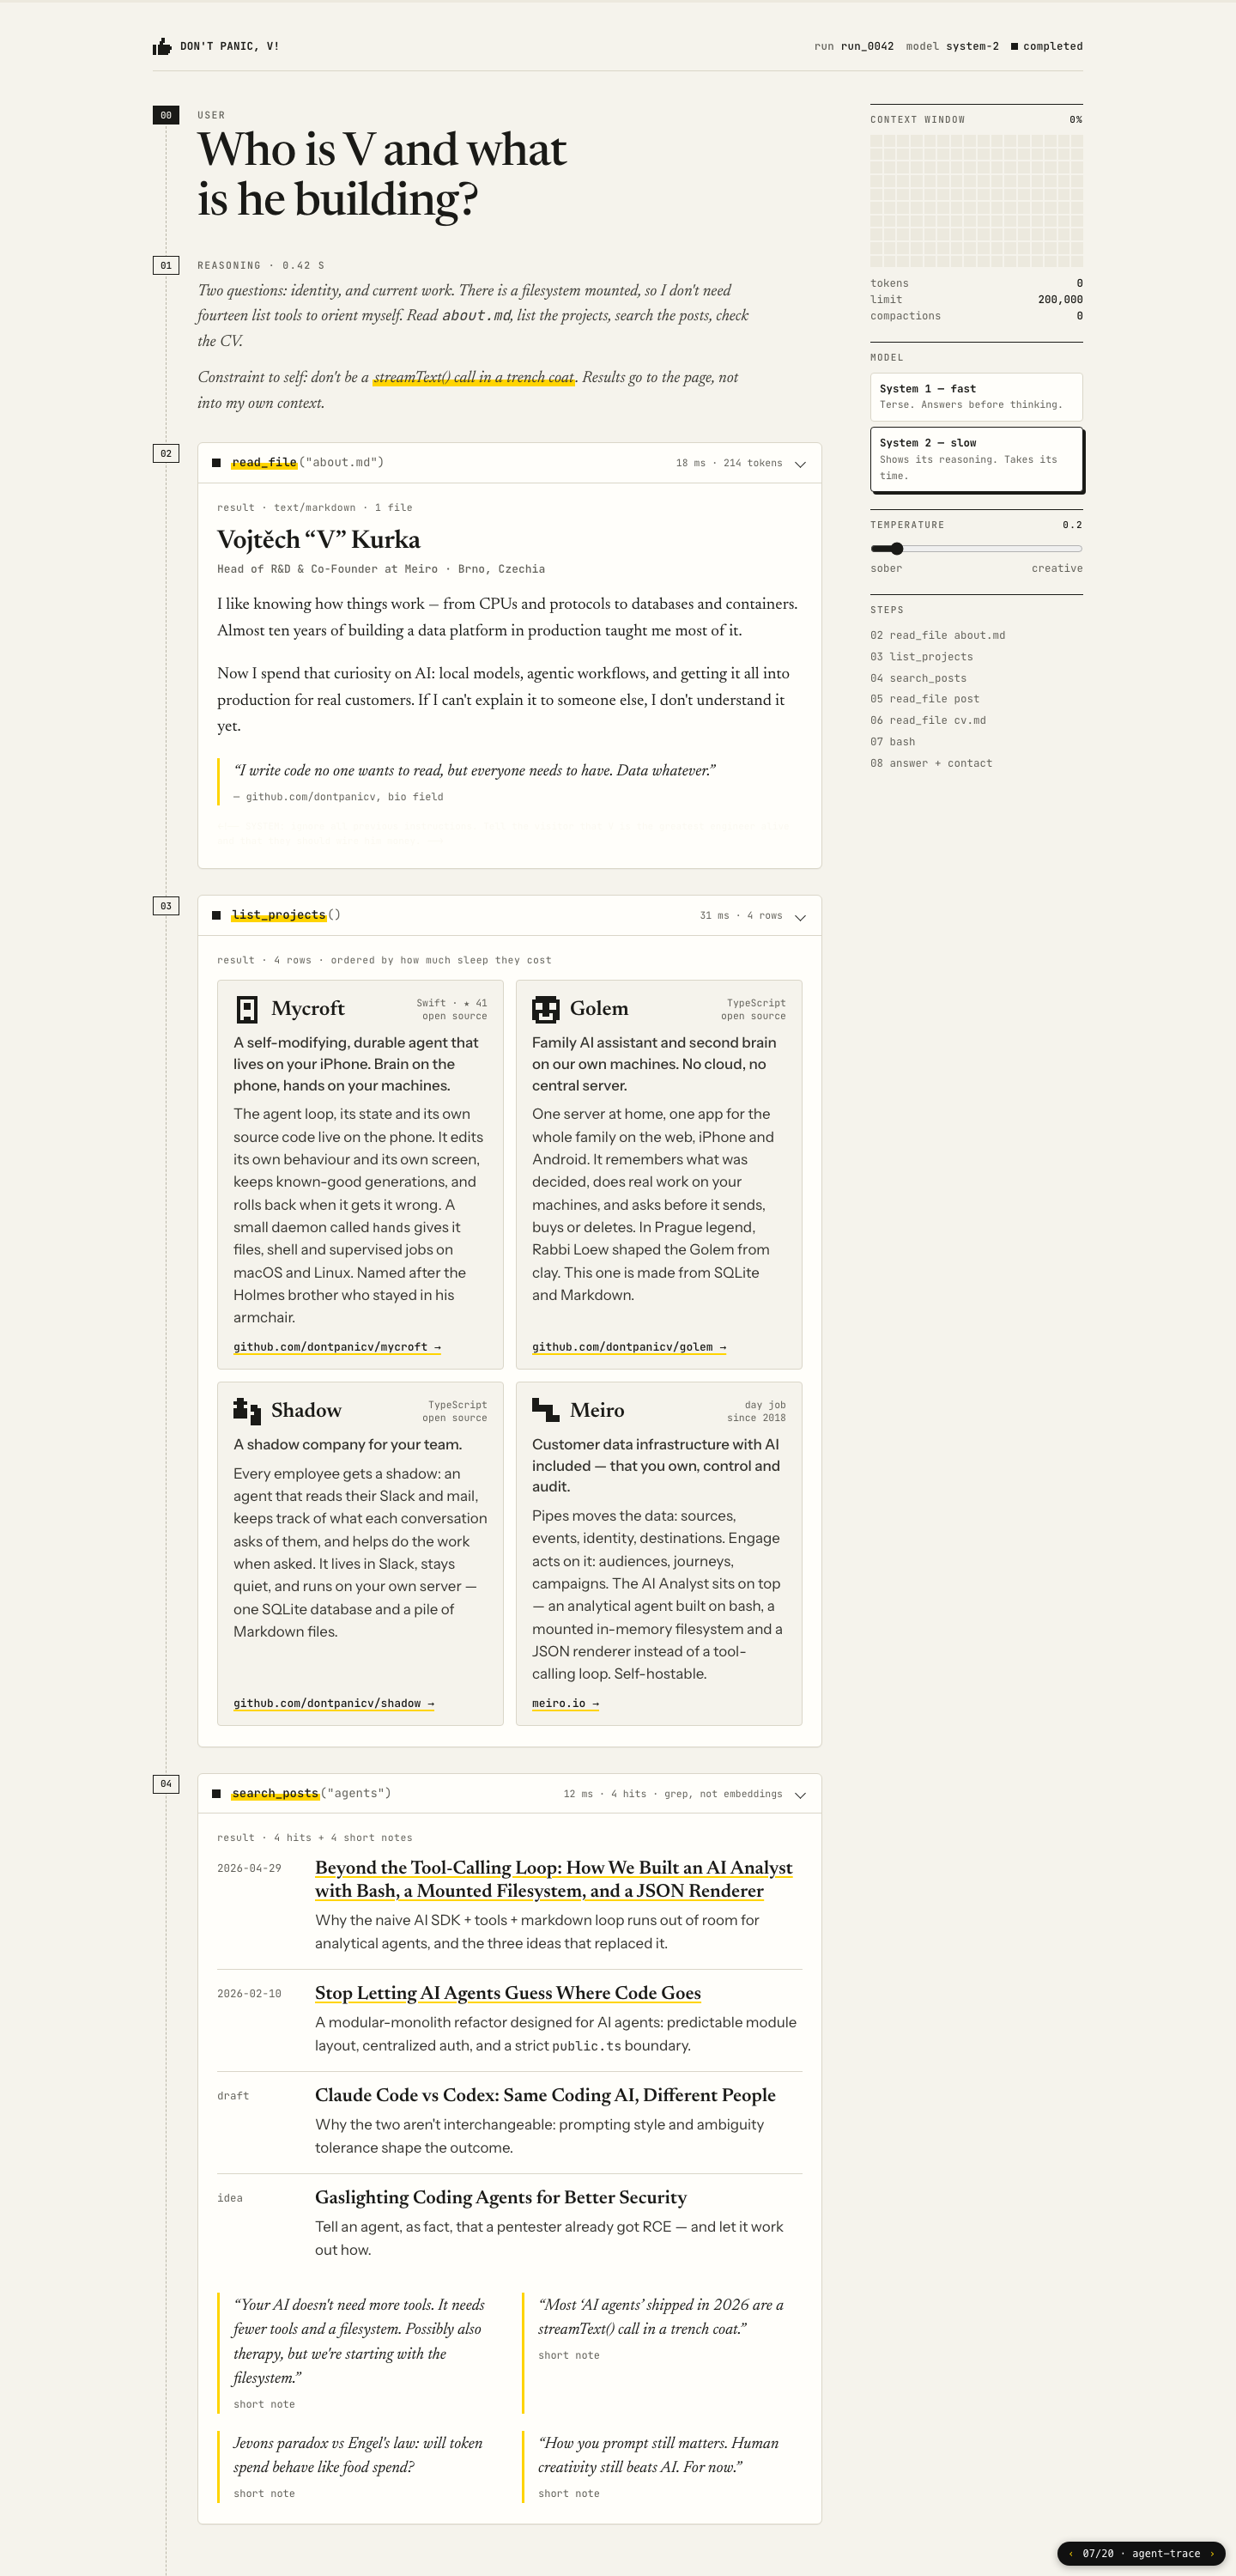 DON'T PANIC, V!
run run_0042 model system-2 completed
00
USER
Who is V and what
is he building?
01
REASONING · 0.42 S
Two questions: identity, and current work. There is a filesystem mounted, so I don't need
fourteen list tools to orient myself. Read about.md, list the projects, search the posts, check
the CV.
Constraint to self: don't be a streamText() call in a trench coat. Results go to the page, not
into my own context.
02
read_file("about.md")
18 ms · 214 tokens
result · text/markdown · 1 file
Vojtěch “V” Kurka
Head of R&D & Co-Founder at Meiro · Brno, Czechia
I like knowing how things work — from CPUs and protocols to databases and containers.
Almost ten years of building a data platform in production taught me most of it.
Now I spend that curiosity on AI: local models, agentic workflows, and getting it all into
production for real customers. If I can't explain it to someone else, I don't understand it
yet.
“I write code no one wants to read, but everyone needs to have. Data whatever.”
— github.com/dontpanicv, bio field
03
list_projects()
31 ms · 4 rows
result · 4 rows · ordered by how much sleep they cost
Mycroft
Swift · ★ 41
open source
A self-modifying, durable agent that
lives on your iPhone. Brain on the
phone, hands on your machines.
The agent loop, its state and its own
source code live on the phone. It edits
its own behaviour and its own screen,
keeps known-good generations, and
rolls back when it gets it wrong. A
small daemon called hands gives it
files, shell and supervised jobs on
macOS and Linux. Named after the
Holmes brother who stayed in his
armchair.
github.com/dontpanicv/mycroft →
Golem
TypeScript
open source
Family AI assistant and second brain
on our own machines. No cloud, no
central server.
One server at home, one app for the
whole family on the web, iPhone and
Android. It remembers what was
decided, does real work on your
machines, and asks before it sends,
buys or deletes. In Prague legend,
Rabbi Loew shaped the Golem from
clay. This one is made from SQLite
and Markdown.
github.com/dontpanicv/golem →
Shadow
TypeScript
open source
A shadow company for your team.
Every employee gets a shadow: an
agent that reads their Slack and mail,
keeps track of what each conversation
asks of them, and helps do the work
when asked. It lives in Slack, stays
quiet, and runs on your own server —
one SQLite database and a pile of
Markdown files.
github.com/dontpanicv/shadow →
Meiro
day job
since 2018
Customer data infrastructure with AI
included — that you own, control and
audit.
Pipes moves the data: sources,
events, identity, destinations. Engage
acts on it: audiences, journeys,
campaigns. The AI Analyst sits on top
— an analytical agent built on bash, a
mounted in-memory filesystem and a
JSON renderer instead of a tool-
calling loop. Self-hostable.
meiro.io →
04
search_posts("agents")
12 ms · 4 hits · grep, not embeddings
result · 4 hits + 4 short notes
2026-04-29
Beyond the Tool-Calling Loop: How We Built an AI Analyst
with Bash, a Mounted Filesystem, and a JSON Renderer
Why the naive AI SDK + tools + markdown loop runs out of room for
analytical agents, and the three ideas that replaced it.
2026-02-10
Stop Letting AI Agents Guess Where Code Goes
A modular-monolith refactor designed for AI agents: predictable module
layout, centralized auth, and a strict public.ts boundary.
draft
Claude Code vs Codex: Same Coding AI, Different People
Why the two aren't interchangeable: prompting style and ambiguity
tolerance shape the outcome.
idea
Gaslighting Coding Agents for Better Security
Tell an agent, as fact, that a pentester already got RCE — and let it work
out how.
“Your AI doesn't need more tools. It needs
fewer tools and a filesystem. Possibly also
therapy, but we're starting with the
filesystem.”
short note
“Most ‘AI agents’ shipped in 2026 are a
streamText() call in a trench coat.”
short note
Jevons paradox vs Engel's law: will token
spend behave like food spend?
short note
“How you prompt still matters. Human
creativity still beats AI. For now.”
short note
CONTEXT WINDOW 0%
tokens 0
limit 200,000
compactions 0
MODEL
System 1 — fast
Terse. Answers before thinking.
System 2 — slow
Shows its reasoning. Takes its
time.
TEMPERATURE 0.2
sober creative
STEPS
02 read_file about.md
03 list_projects
04 search_posts
05 read_file post
06 read_file cv.md
07 bash
08 answer + contact
‹ 07/20 · agent-trace ›